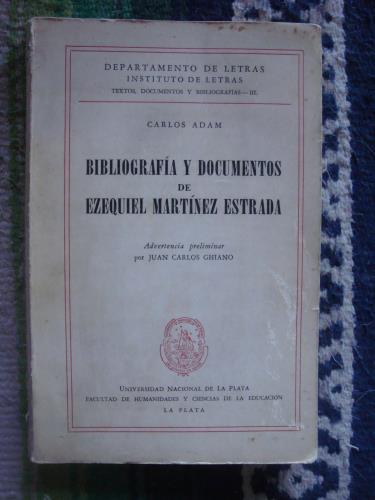 DEPARTAMENTO DE LETRAS
INSTITUTO DE LETRAS
TEXTOS, DOCUMENTOS Y BIBLIOGRAFIAS—III.
CARLOS ADAM
BIBLIOGRAFÍA Y DOCUMENTOS
DE
EZEQUIEL MARTÍNEZ ESTRADA
Advertencia preliminar
por JUAN CARLOS GHIANO
UNIVERSIDAD NACIONAL DE LA PLATA
FACULTAD DE HUMANIDADES Y CIENCIAS DE LA EDUCACIÓN
LA PLATA